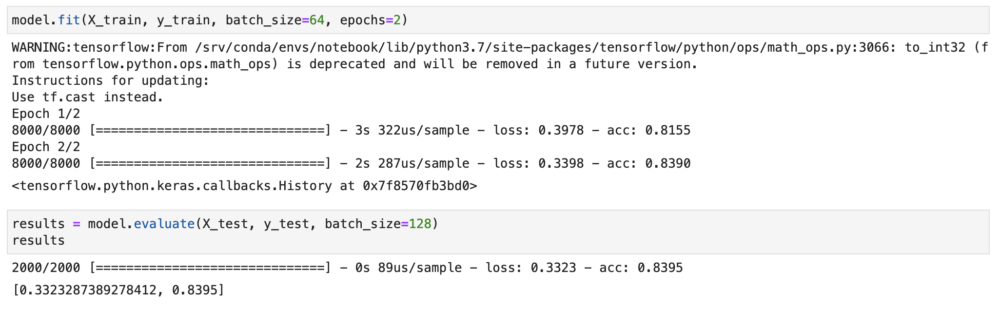 model.fit(X_train, y_train, batch_size=64, epochs=2)
WARNING:tensorflow:From /srv/conda/envs/notebook/lib/python3.7/site-packages/tensorflow/python/ops/math_ops.py:3066: to_int32 (f
rom tensorflow.python.ops.math_ops) is deprecated and will be removed in a future version.
Instructions for updating:
Use tf.cast instead.
Epoch 1/2
8000/8000 [==============================] - 3s 322us/sample - loss: 0.3978 - acc: 0.8155
Epoch 2/2
8000/8000 [==============================] - 2s 287us/sample - loss: 0.3398 - acc: 0.8390
<tensorflow.python.keras.callbacks.History at 0x7f8570fb3bd0>
results = model.evaluate(X_test, y_test, batch_size=128)
results
2000/2000 [==============================] - 0s 89us/sample - loss: 0.3323 - acc: 0.8395
[0.3323287389278412, 0.8395]